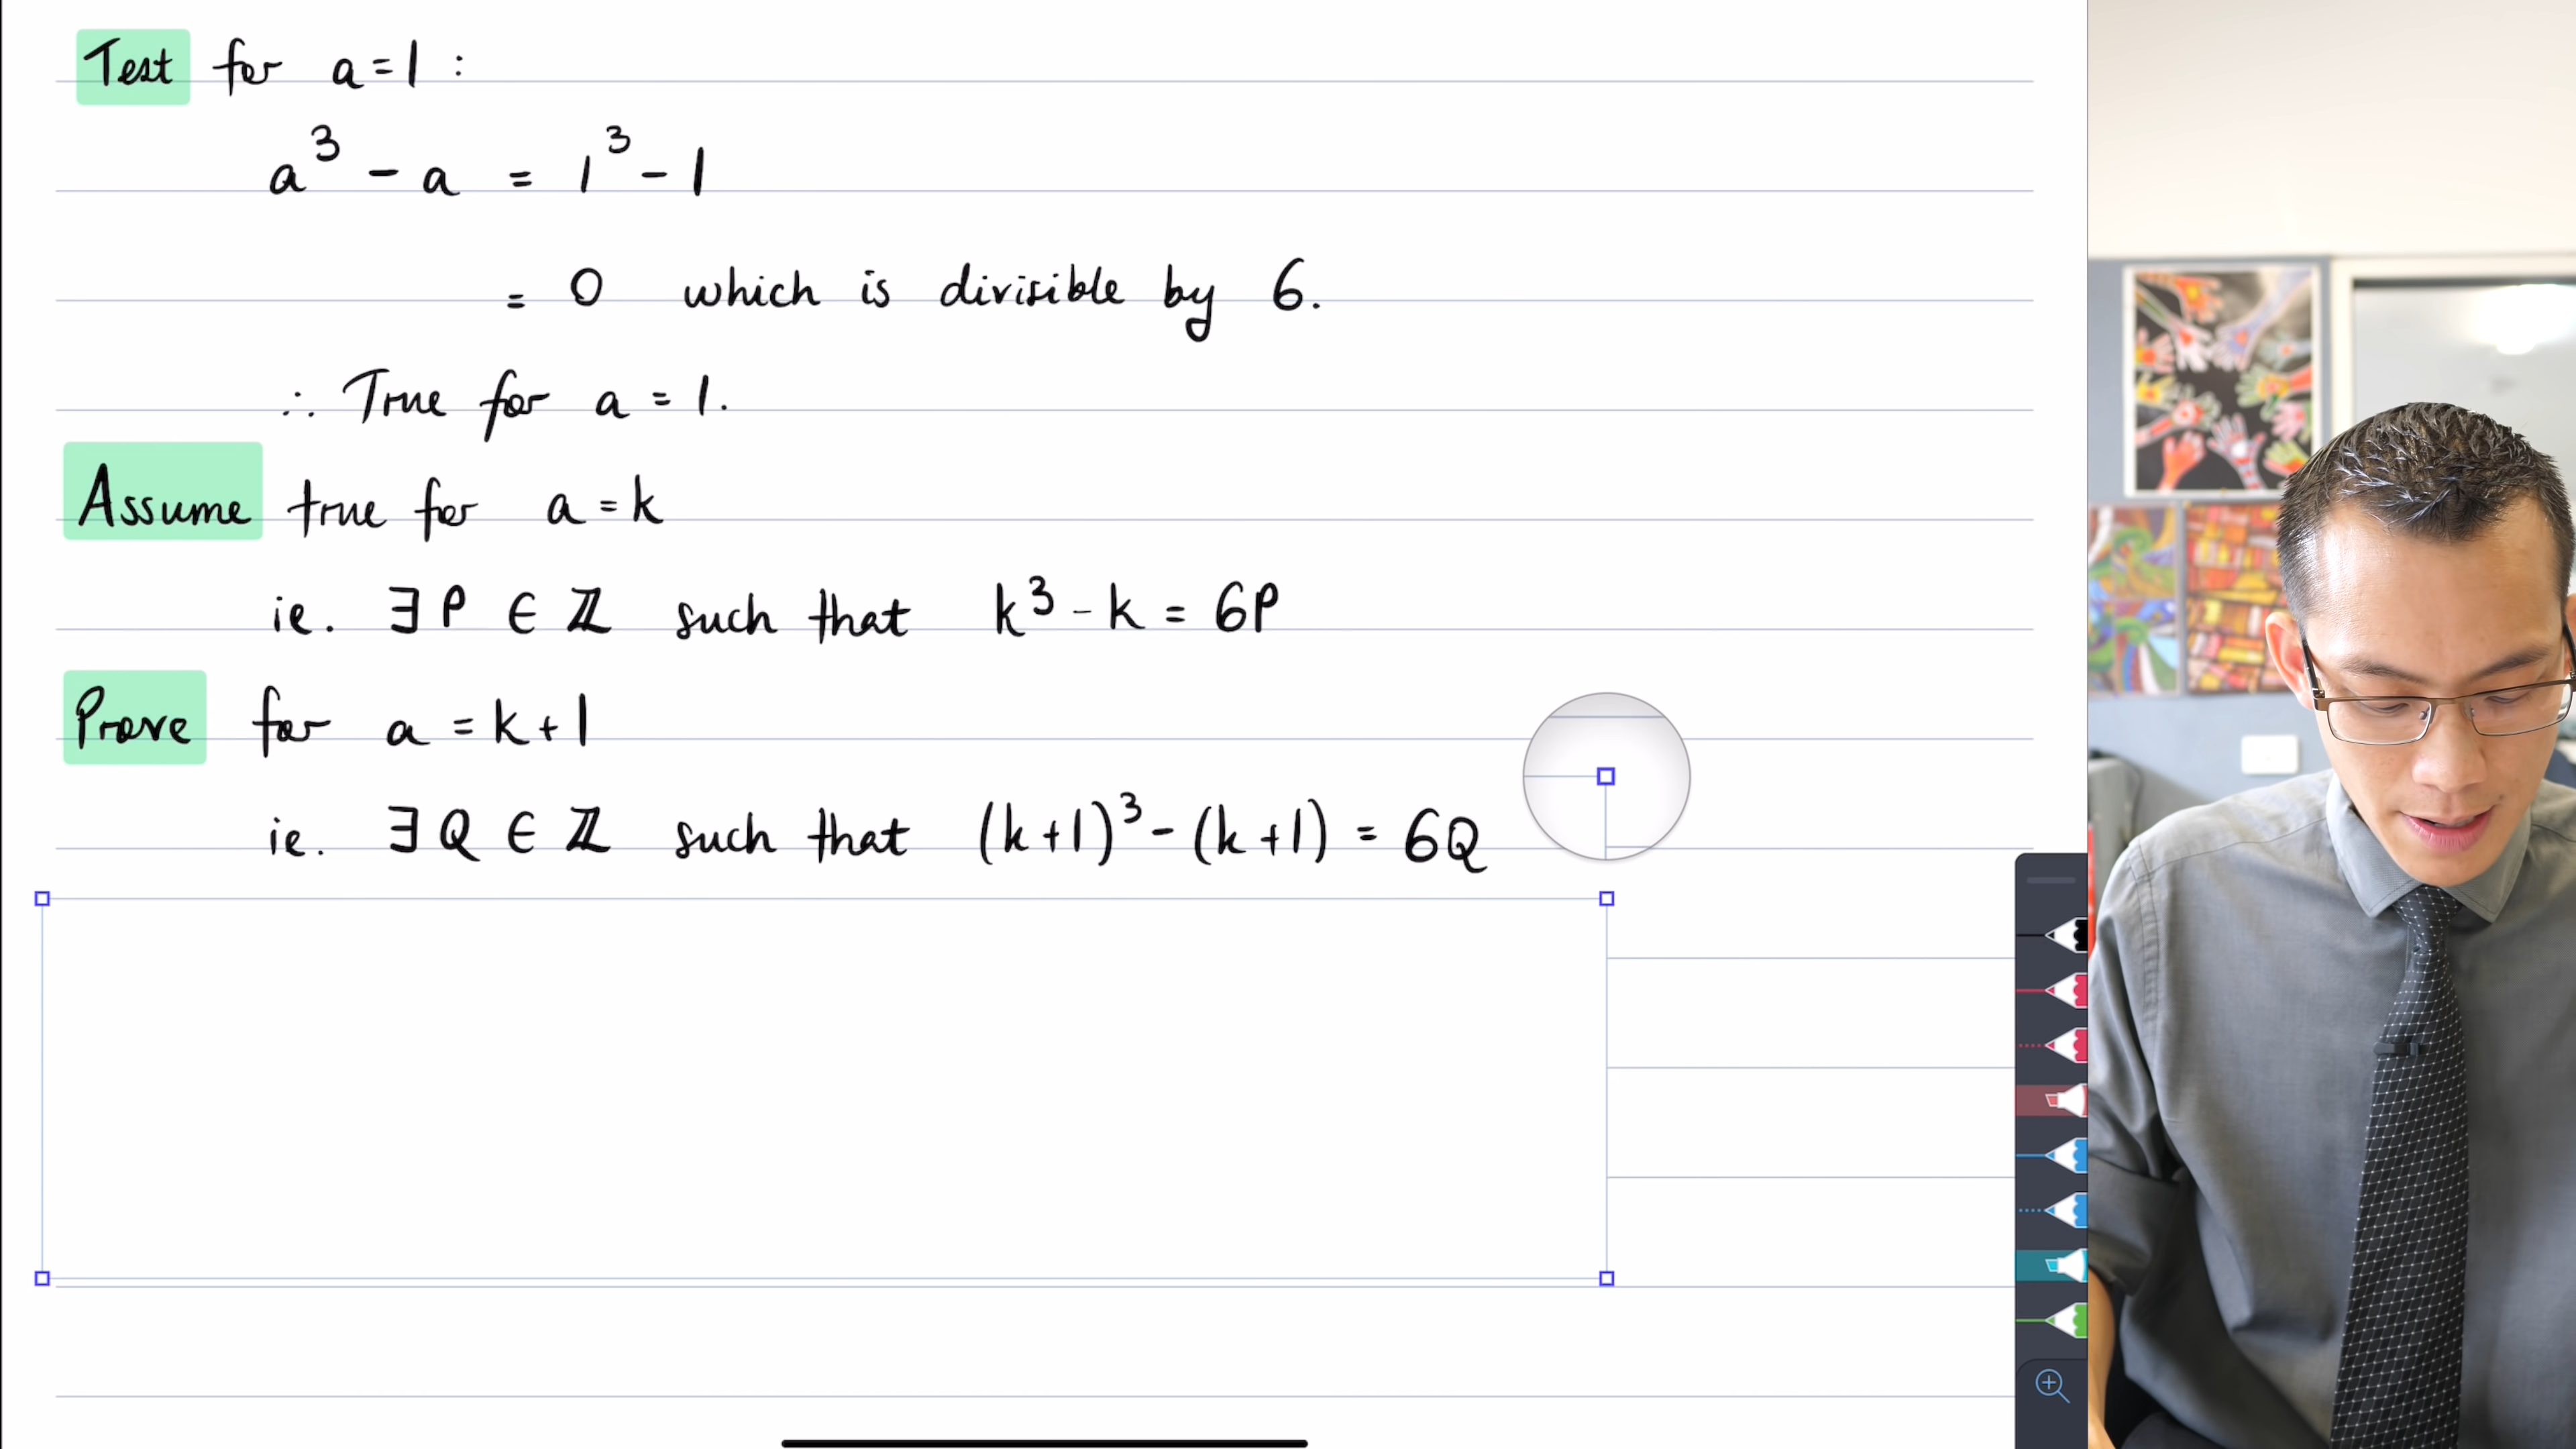 Test for a = 1 :
a³ - a = 1³ - 1
= 0 which is divisible by 6.
∴ True for a = 1.
Assume true for a = k
ie. ∃ P ∈ ℤ such that k³ - k = 6P
Prove for a = k + 1
ie. ∃ Q ∈ ℤ such that (k + 1)³ - (k + 1) = 6Q